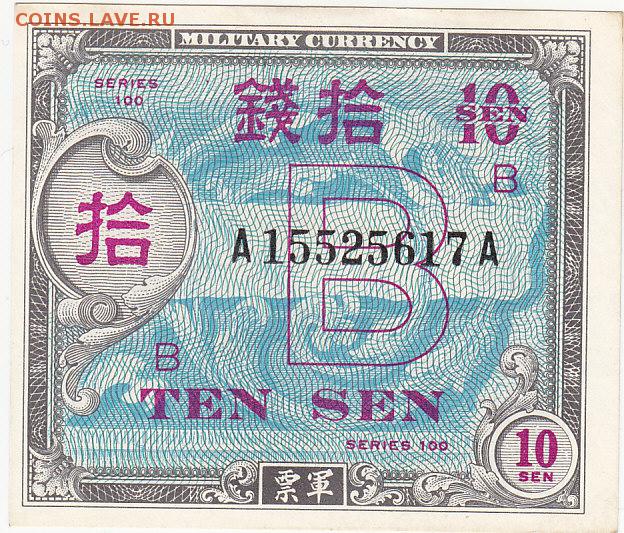 COINS.LAVE.RU
MILITARY CURRENCY
SERIES
100
錢拾
10
SEN
B
拾
B
A15525617A
B
TEN SEN
SERIES 100
10
SEN
票軍